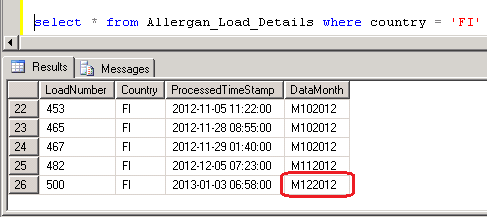 select * from Allergan_Load_Details where country = 'FI'
Results Messages
LoadNumber Country ProcessedTimeStamp DataMonth
22 453 FI 2012-11-05 11:22:00 M102012
23 465 FI 2012-11-28 08:55:00 M102012
24 467 FI 2012-11-29 01:40:00 M102012
25 482 FI 2012-12-05 07:23:00 M112012
26 500 FI 2013-01-03 06:58:00 M122012